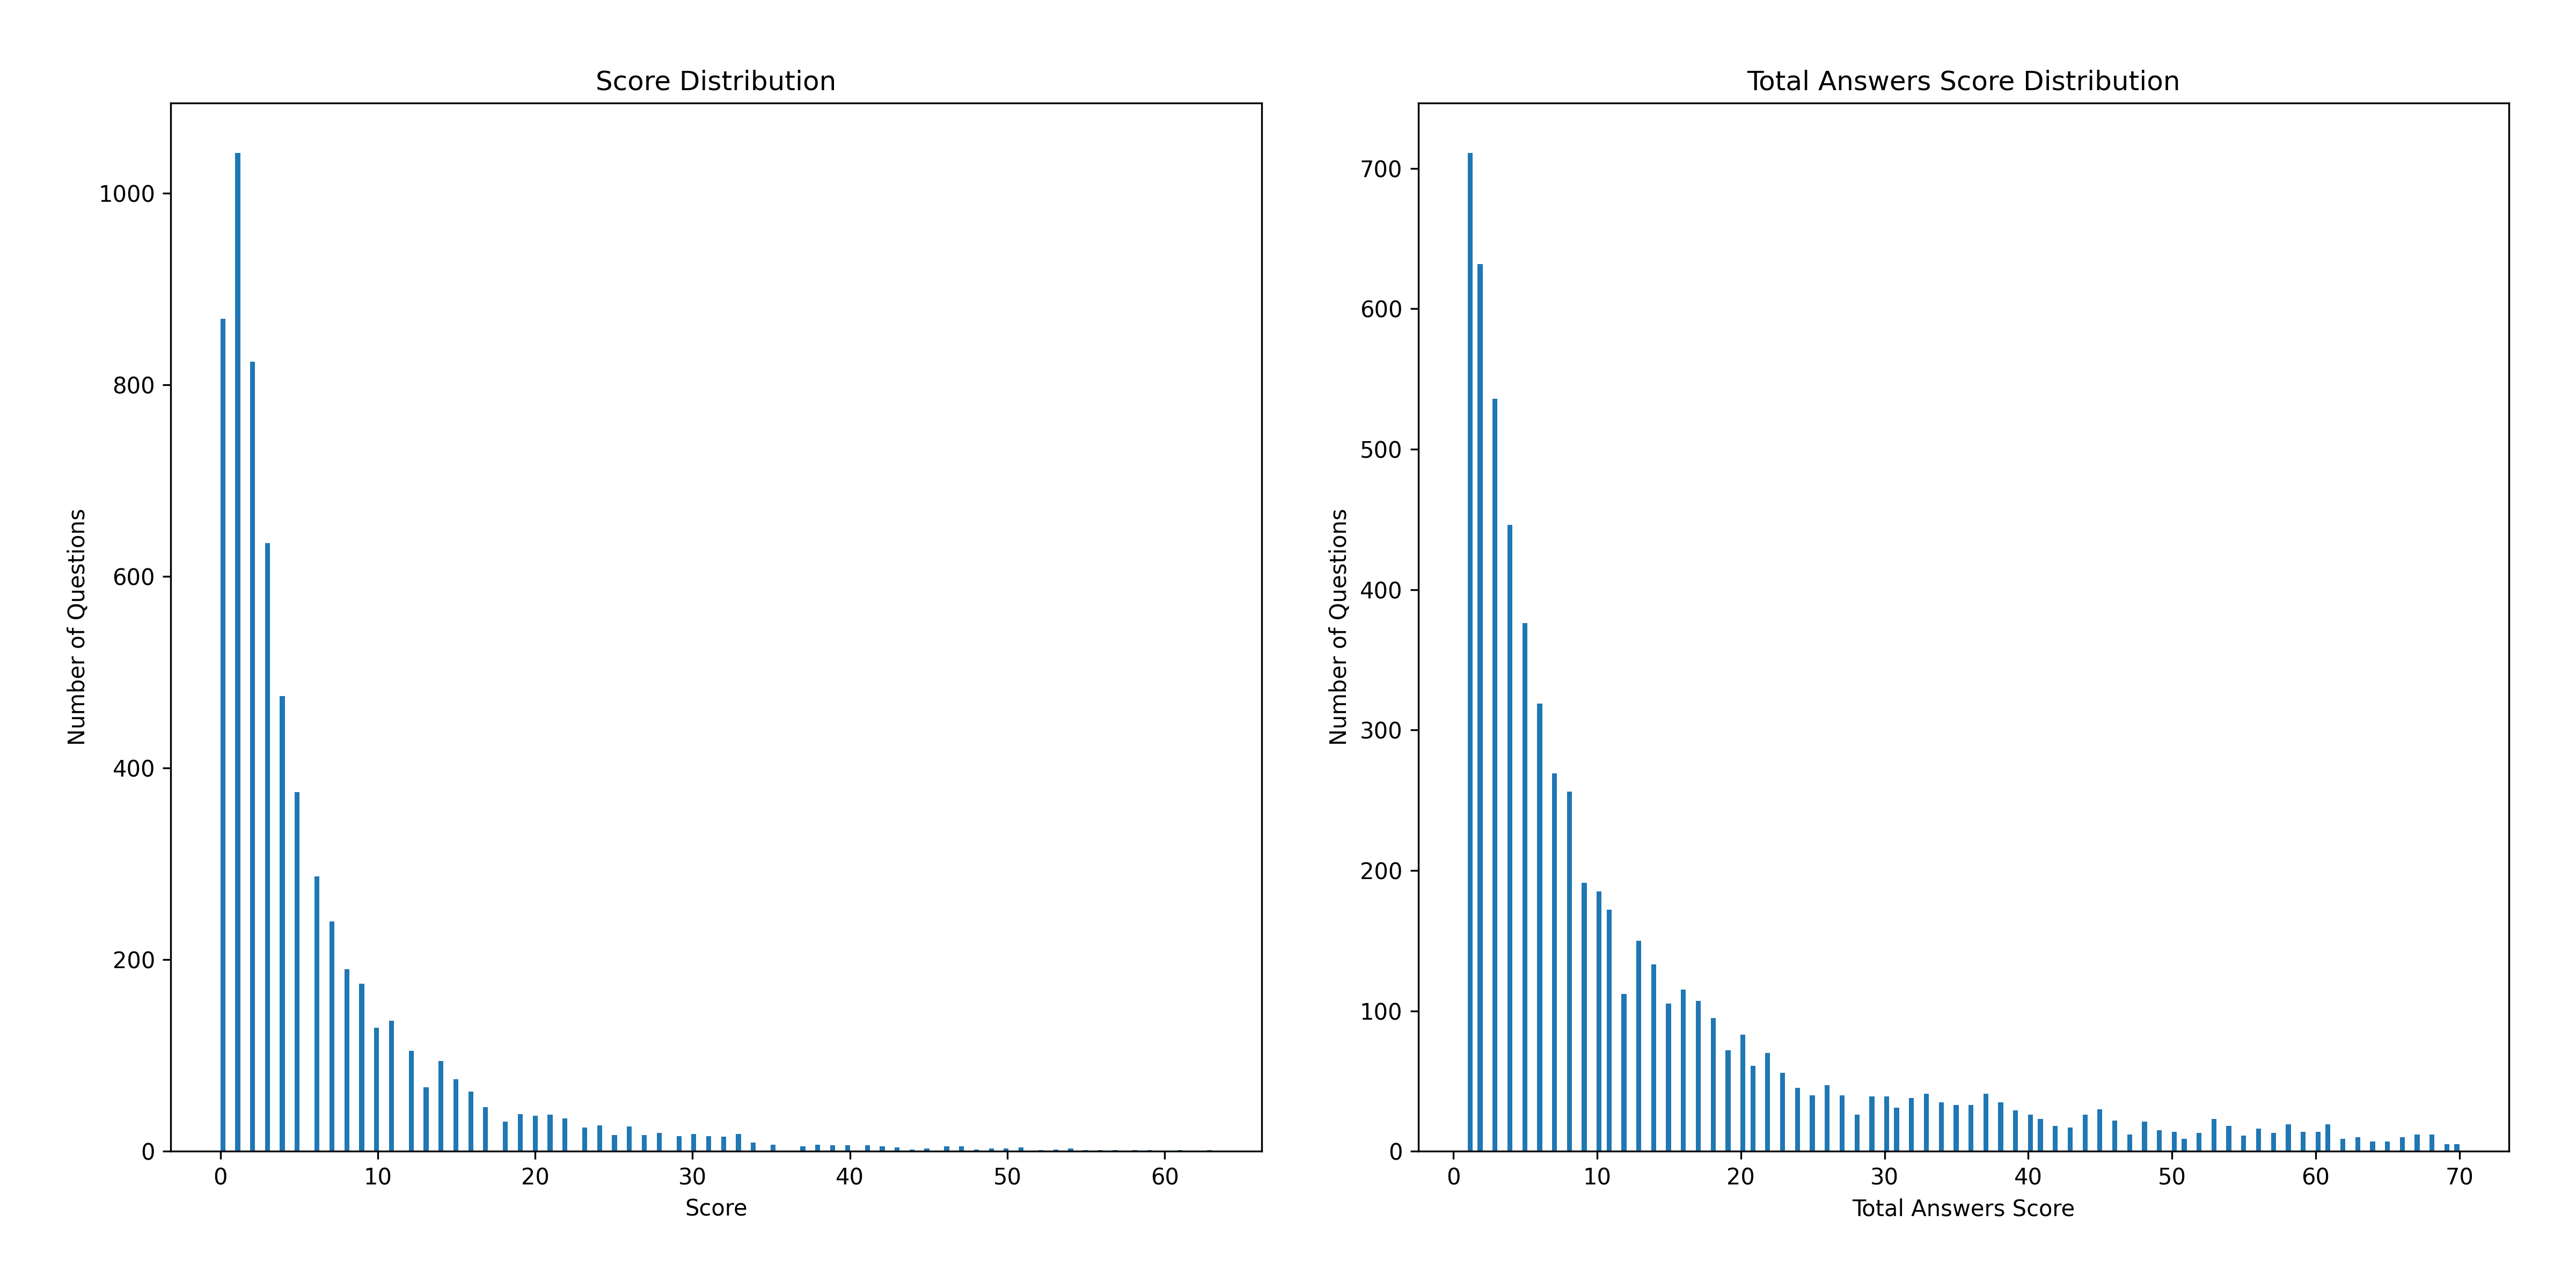 Score Distribution
Number of Questions
1000
800
600
400
200
0
0 10 20 30 40 50 60
Score
Total Answers Score Distribution
Number of Questions
700
600
500
400
300
200
100
0
0 10 20 30 40 50 60 70
Total Answers Score